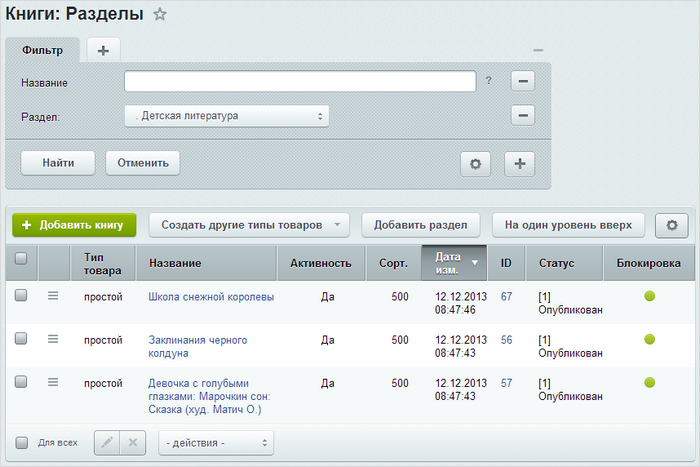 Книги: Разделы
Фильтр
Название ?
Раздел: . Детская литература
Найти Отменить
Добавить книгу Создать другие типы товаров Добавить раздел На один уровень вверх
Тип товара Название Активность Сорт. Дата изм. ID Статус Блокировка
простой Школа снежной королевы Да 500 12.12.2013 67 [1]
08:47:46 Опубликован
простой Заклинания черного Да 500 12.12.2013 56 [1]
колдуна 08:47:43 Опубликован
простой Девочка с голубыми Да 500 12.12.2013 57 [1]
глазками: Марочкин сон: 08:47:43 Опубликован
Сказка (худ. Матич О.)
Для всех - действия -